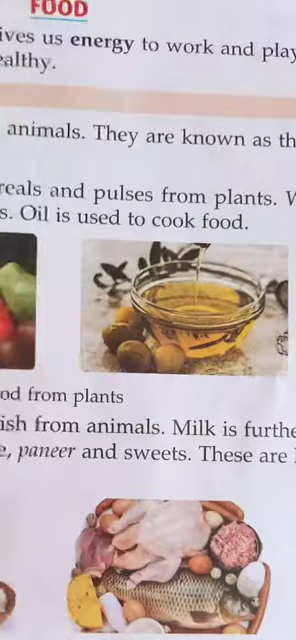 FOOD
ives us energy to work and play
ealthy.
animals. They are known as th
reals and pulses from plants. V
s. Oil is used to cook food.
od from plants
ish from animals. Milk is furthe
e, paneer and sweets. These are